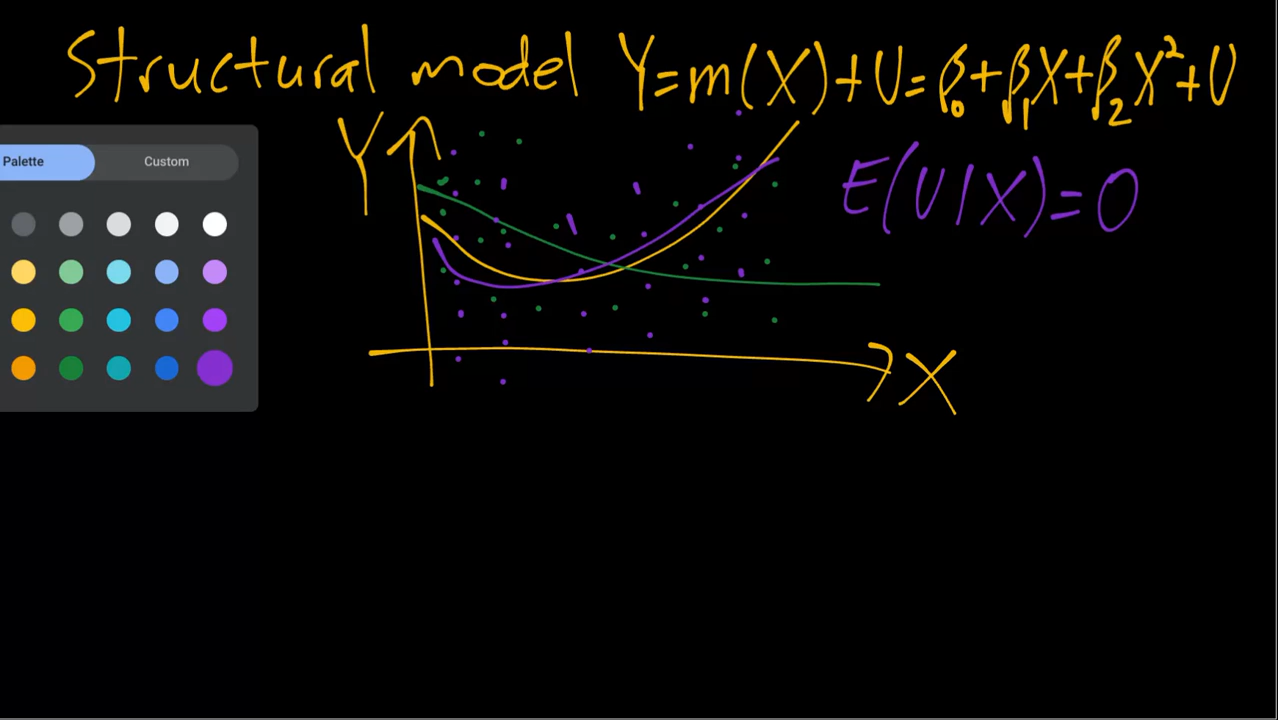 Structural model Y=m(X)+U=β₀+β₁X+β₂X²+U
Palette Custom
Y
E(U|X)=0
X